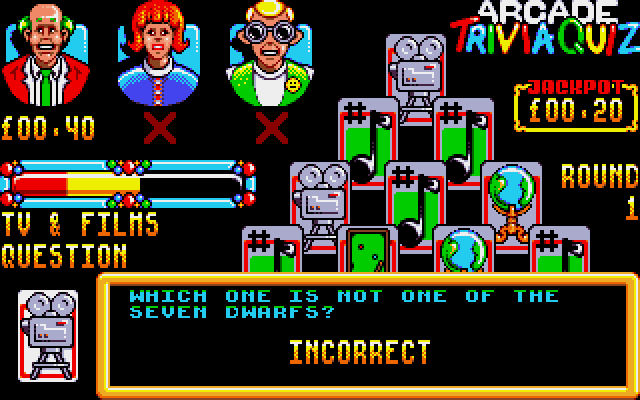 ARCADE
TRIVIA QUIZ
JACKPOT
£00.20
£00.40
ROUND
1
TV & FILMS
QUESTION
WHICH ONE IS NOT ONE OF THE
SEVEN DWARFS?
INCORRECT